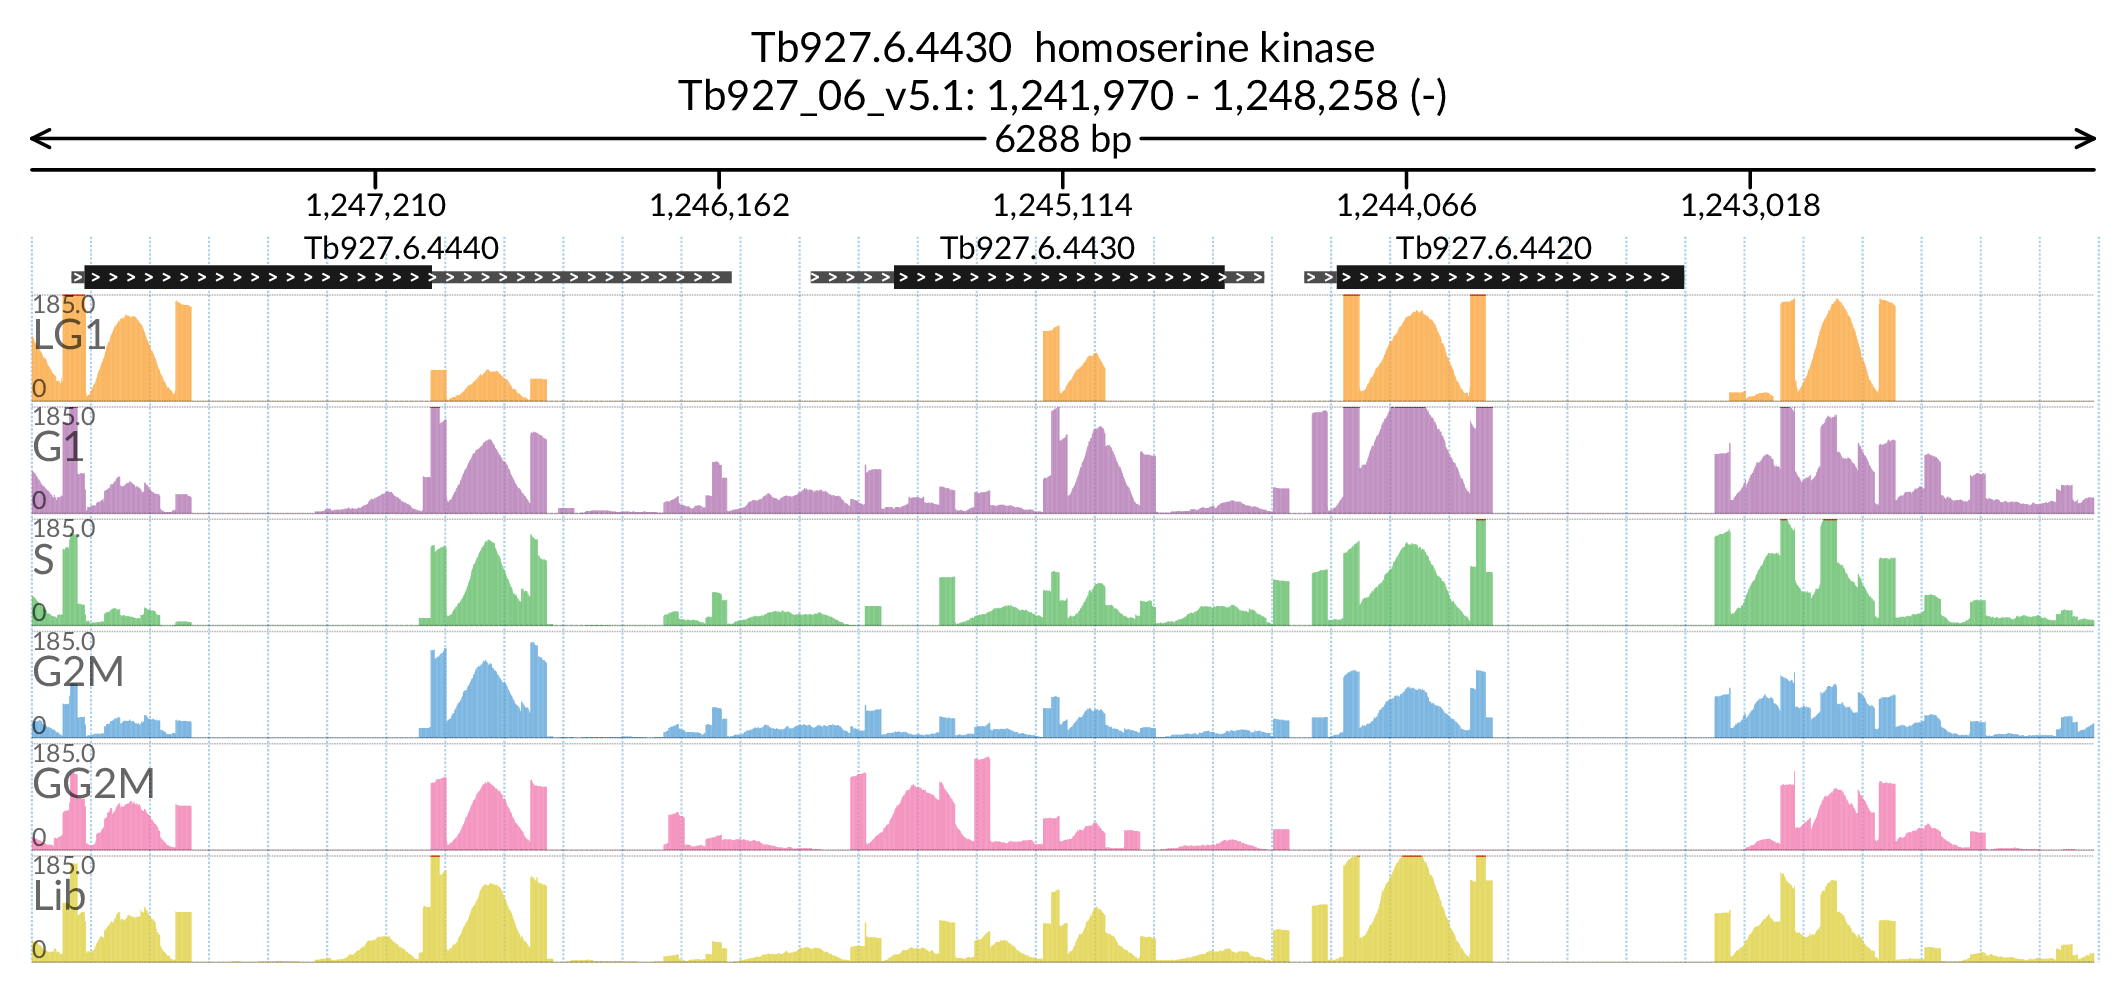 Tb927.6.4430  homoserine kinase
Tb927_06_v5.1: 1,241,970 - 1,248,258 (-)
6288 bp
1,247,210 1,246,162 1,245,114 1,244,066 1,243,018
Tb927.6.4440 Tb927.6.4430 Tb927.6.4420
185.0
LG1
0
185.0
G1
0
185.0
S
0
185.0
G2M
0
185.0
GG2M
0
185.0
Lib
0